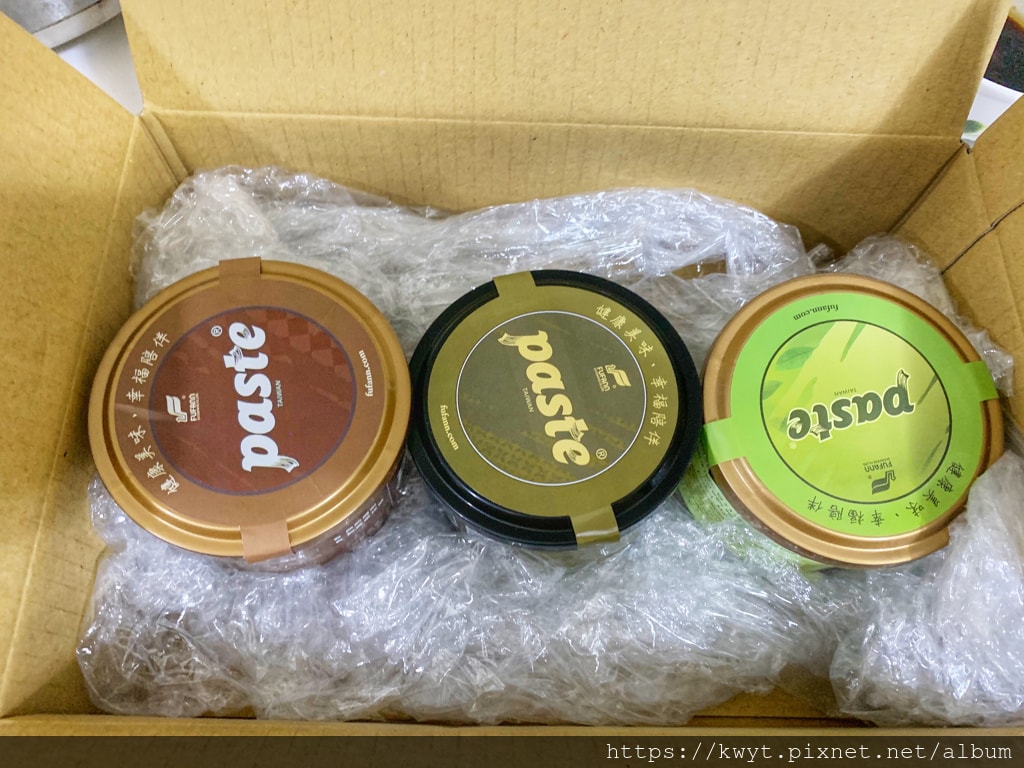 健康美味、幸福陪伴
FUFANN
paste®
TAIWAN
fufann.com
健康美味、幸福陪伴
FUFANN
paste®
TAIWAN
fufann.com
fufann.com
paste
TAIWAN
FUFANN
健康美味、幸福陪伴
https://kwyt.pixnet.net/album